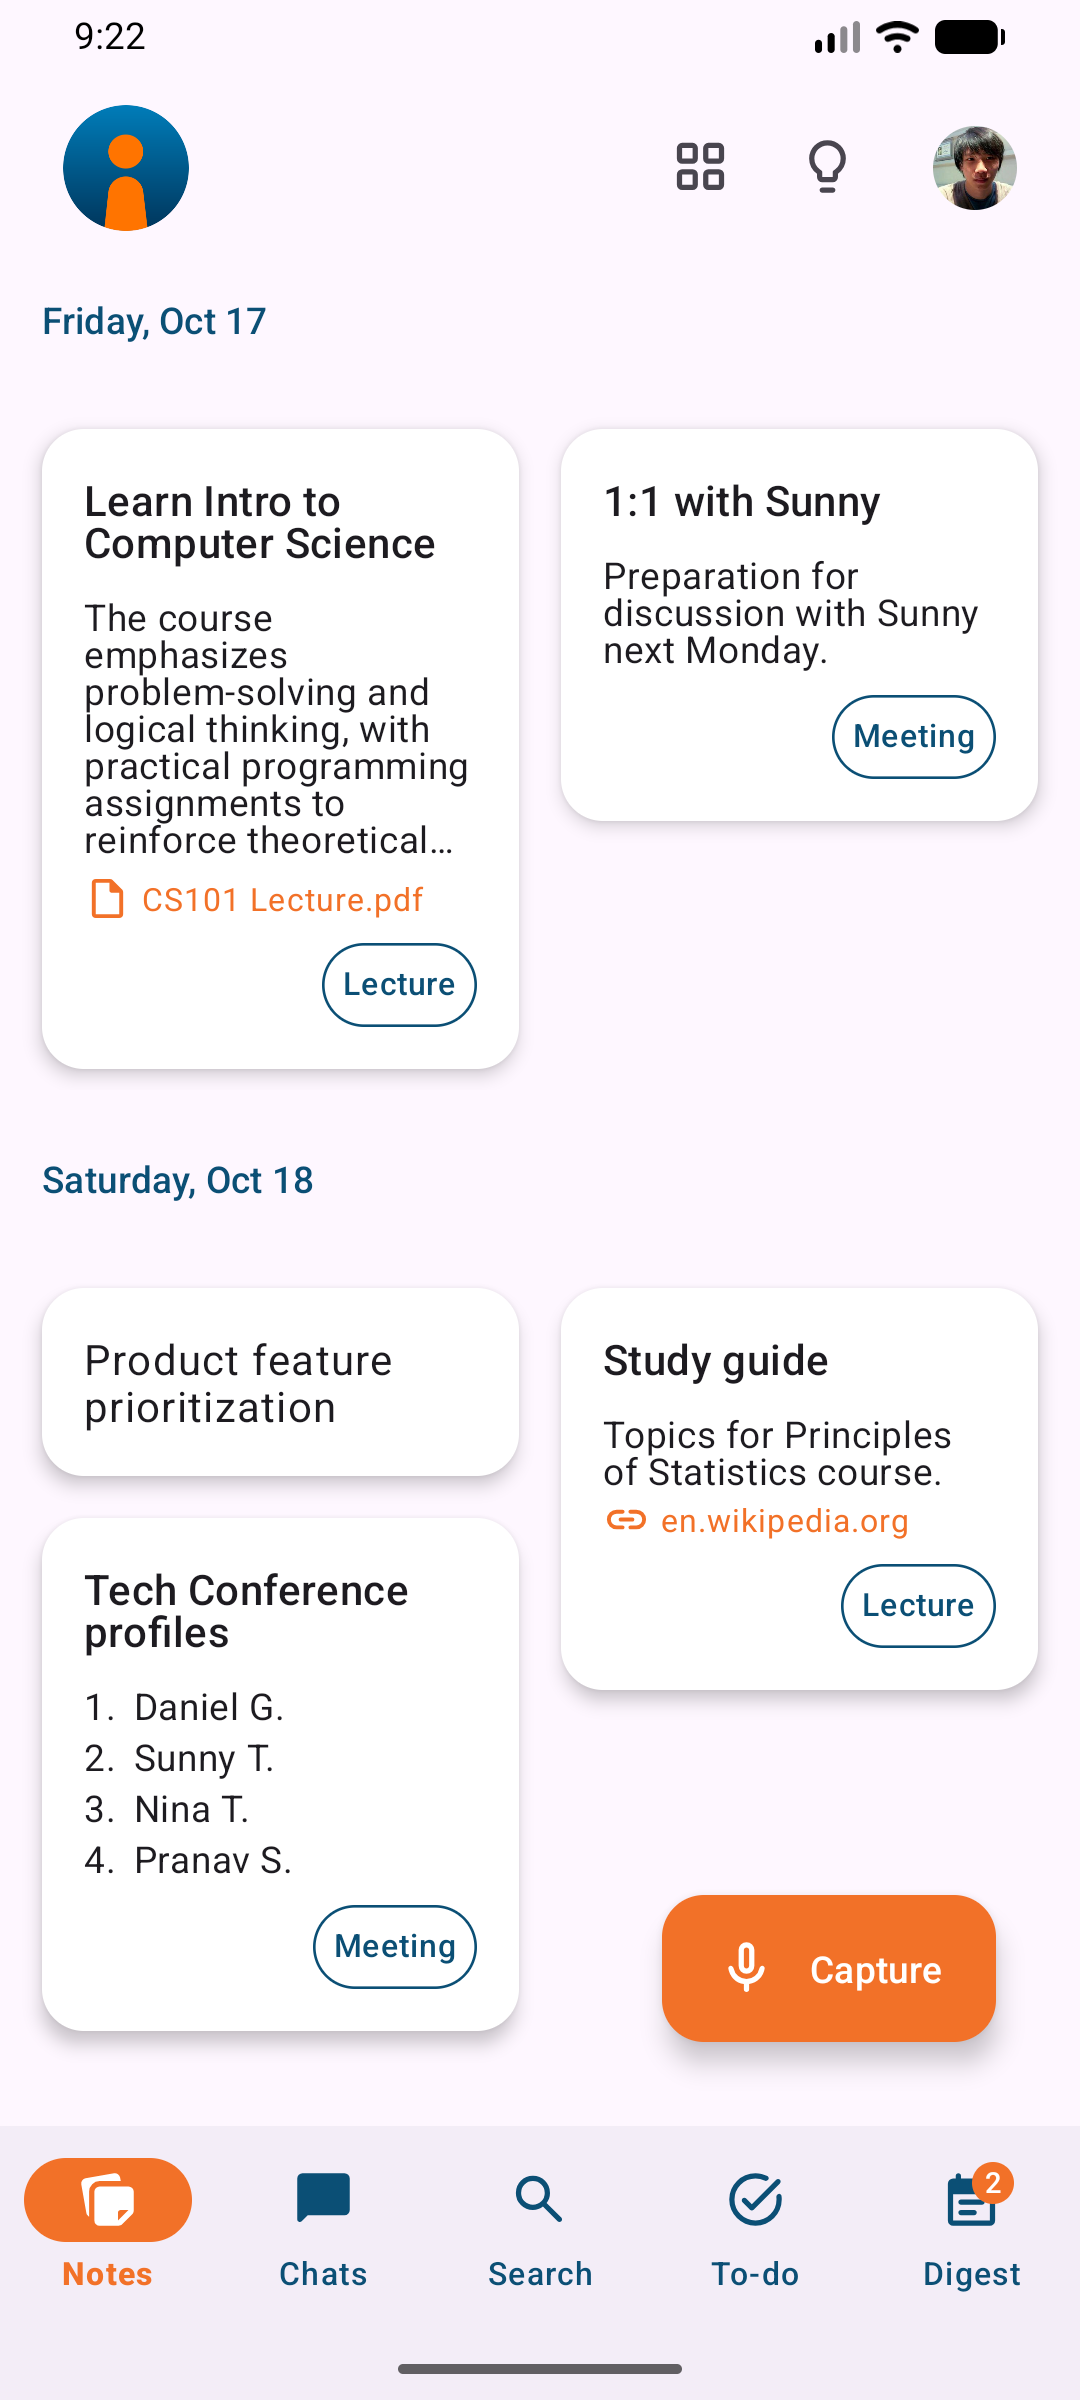 9:22
Friday, Oct 17
Learn Intro to
Computer Science
The course
emphasizes
problem-solving and
logical thinking, with
practical programming
assignments to
reinforce theoretical…
CS101 Lecture.pdf
Lecture
1:1 with Sunny
Preparation for
discussion with Sunny
next Monday.
Meeting
Saturday, Oct 18
Product feature
prioritization
Tech Conference
profiles
1. Daniel G.
2. Sunny T.
3. Nina T.
4. Pranav S.
Meeting
Study guide
Topics for Principles
of Statistics course.
en.wikipedia.org
Lecture
Capture
Notes
Chats
Search
To-do
2
Digest